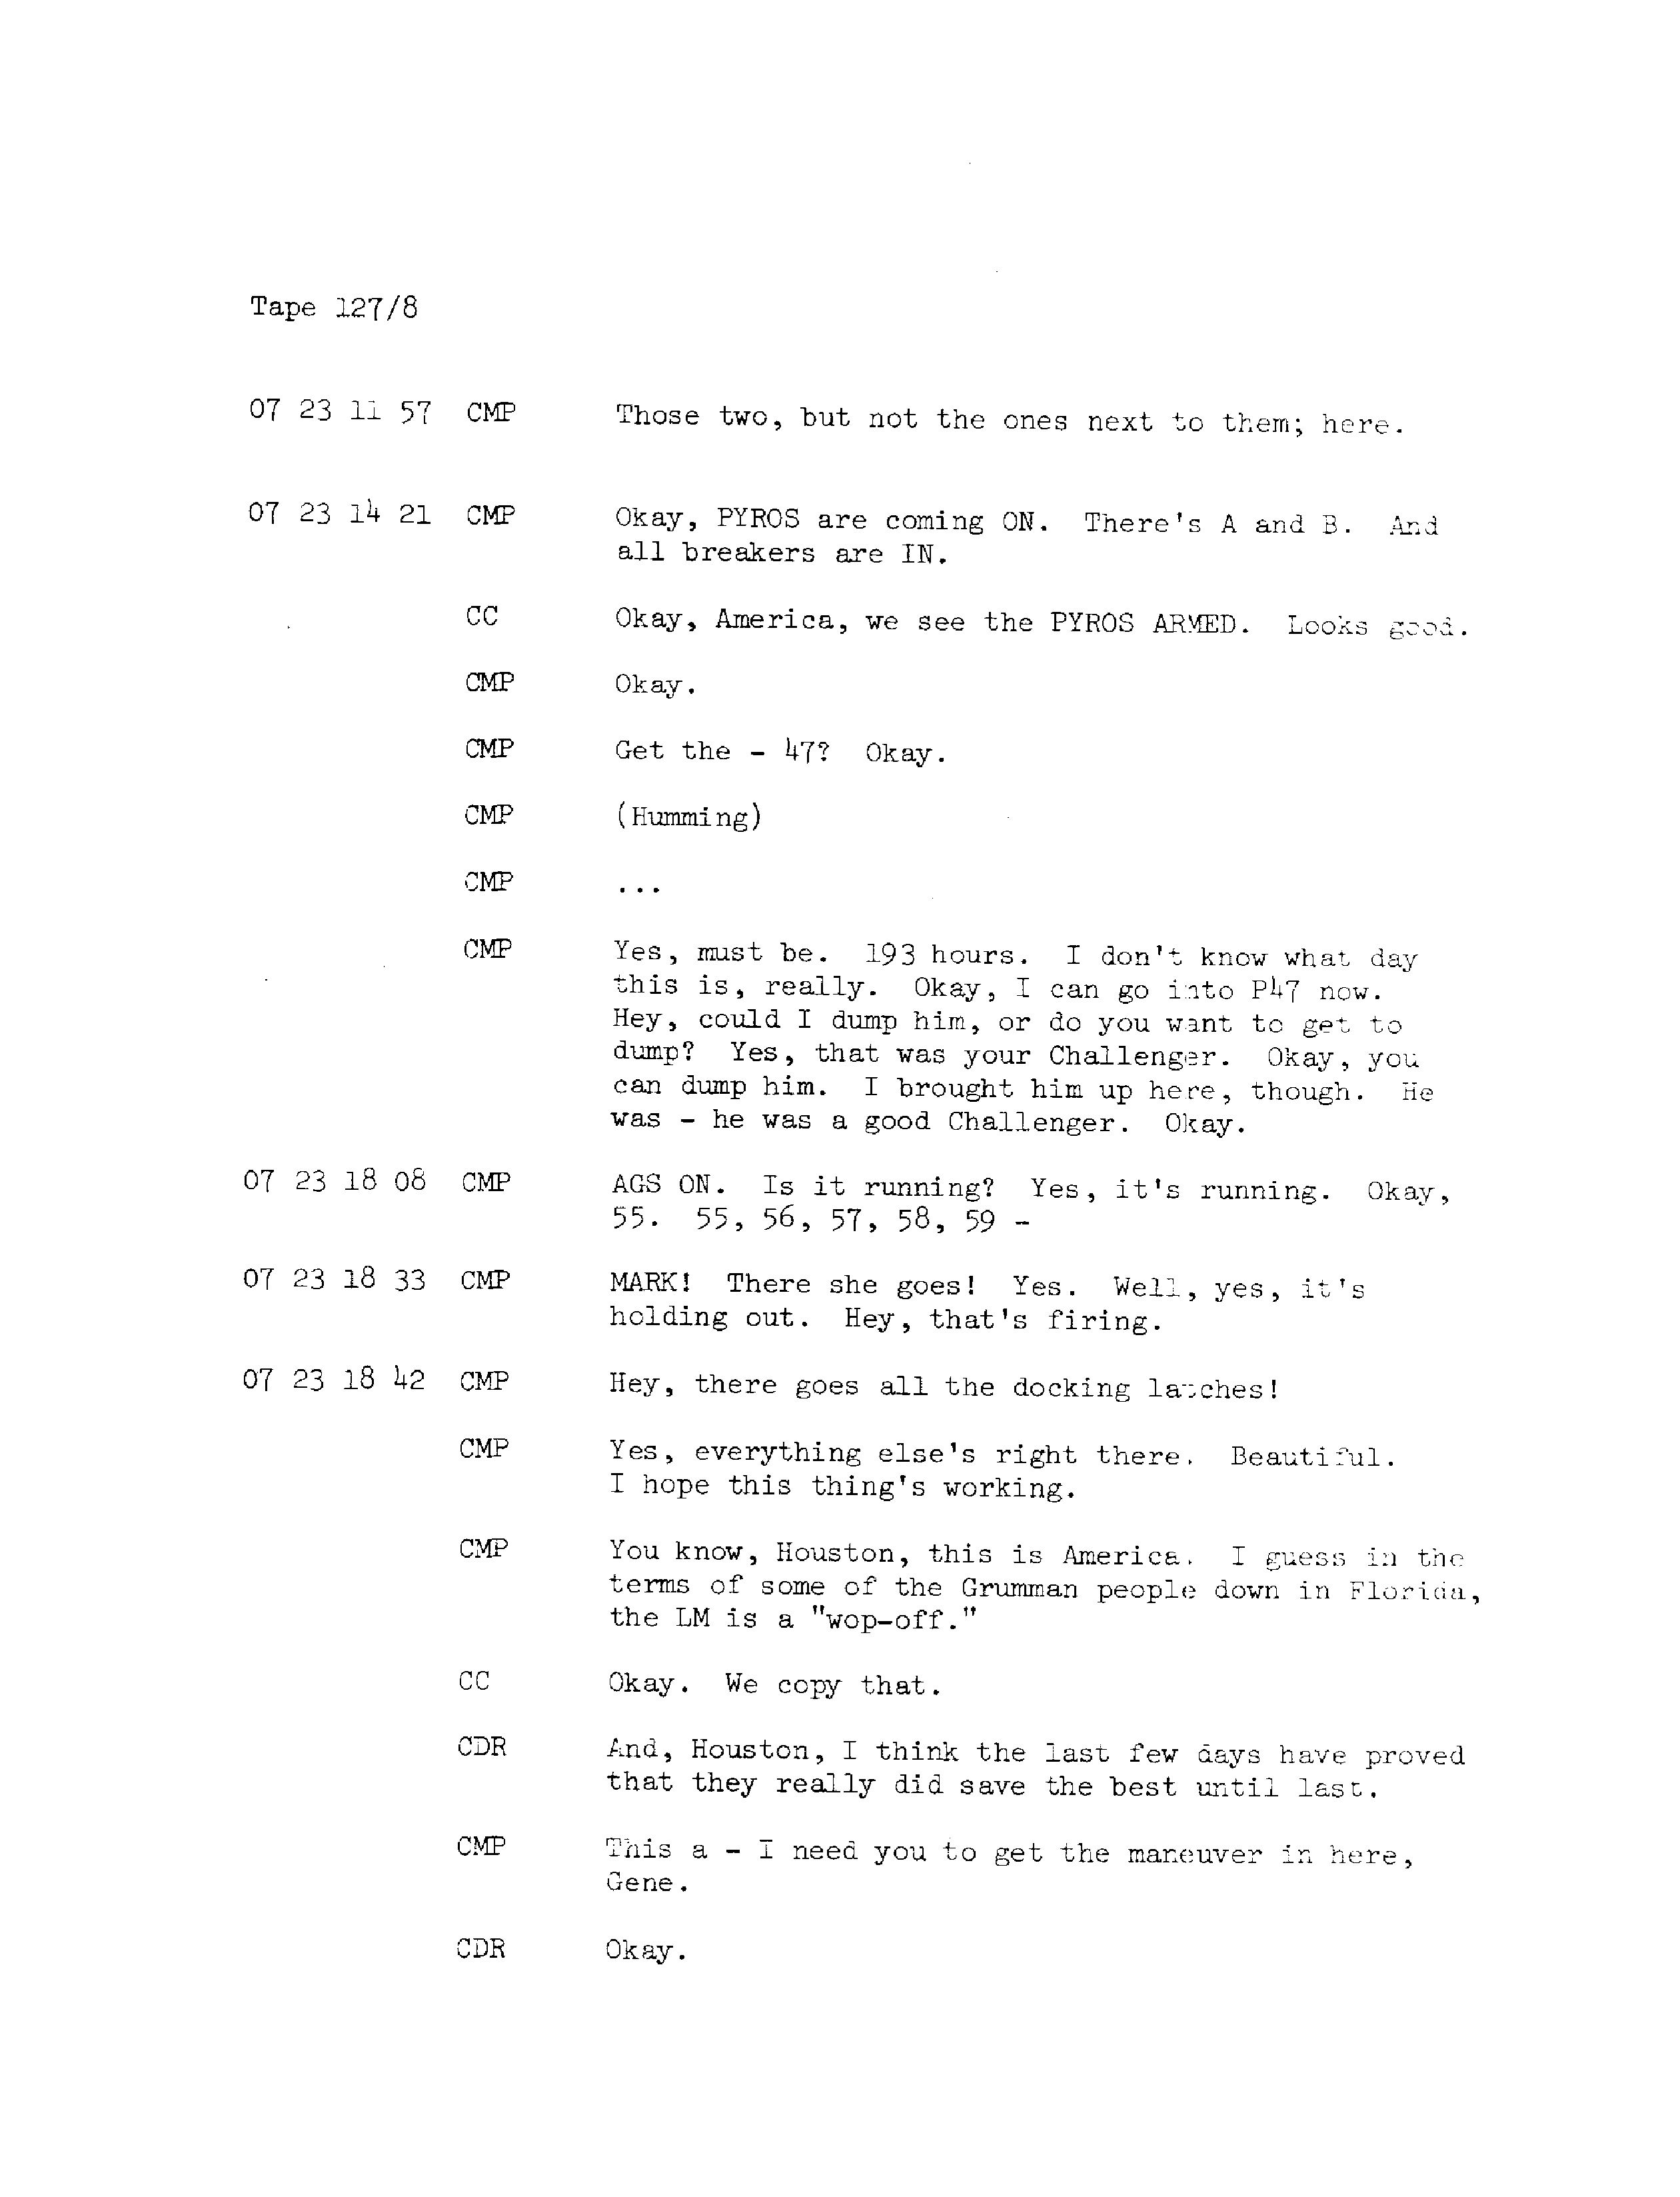 Tape 127/8
07 23 11 57 CMP Those two, but not the ones next to them; here.
07 23 14 21 CMP Okay, PYROS are coming ON. There's A and B. And
all breakers are IN.
CC Okay, America, we see the PYROS ARMED. Looks good.
CMP Okay.
CMP Get the - 47? Okay.
CMP (Humming)
CMP ...
CMP Yes, must be. 193 hours. I don't know what day
this is, really. Okay, I can go into P47 now.
Hey, could I dump him, or do you want to get to
dump? Yes, that was your Challenger. Okay, you
can dump him. I brought him up here, though. He
was - he was a good Challenger. Okay.
07 23 18 08 CMP AGS ON. Is it running? Yes, it's running. Okay,
55. 55, 56, 57, 58, 59 -
07 23 18 33 CMP MARK! There she goes! Yes. Well, yes, it's
holding out. Hey, that's firing.
07 23 18 42 CMP Hey, there goes all the docking latches!
CMP Yes, everything else's right there. Beautiful.
I hope this thing's working.
CMP You know, Houston, this is America. I guess in the
terms of some of the Grumman people down in Florida,
the LM is a "wop-off."
CC Okay. We copy that.
CDR And, Houston, I think the last few days have proved
that they really did save the best until last.
CMP This a - I need you to get the maneuver in here,
Gene.
CDR Okay.